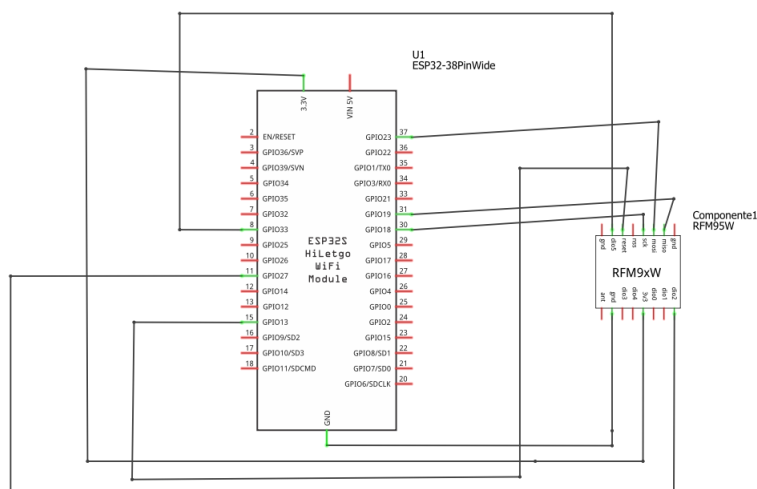 U1
ESP32-38PinWide
3.3V
VIN 5V
2 EN/RESET
3 GPIO36/SVP
4 GPIO39/SVN
5 GPIO34
6 GPIO35
7 GPIO32
8 GPIO33
9 GPIO25
10 GPIO26
11 GPIO27
12 GPIO14
13 GPIO12
15 GPIO13
16 GPIO9/SD2
17 GPIO10/SD3
18 GPIO11/SDCMD
GPIO23 37
GPIO22 36
GPIO1/TX0 35
GPIO3/RX0 34
GPIO21 33
GPIO19 31
GPIO18 30
GPIO5 29
GPIO17 28
GPIO16 27
GPIO4 26
GPIO0 25
GPIO2 24
GPIO15 23
GPIO8/SD1 22
GPIO7/SD0 21
GPIO6/SDCLK 20
ESP32S
HiLetgo
WiFi
Module
GND
Componente1
RFM95W
gnd dio5 reset nss sck mosi miso gnd
RFM9xW
ant gnd dio3 dio4 3v3 dio0 dio1 dio2